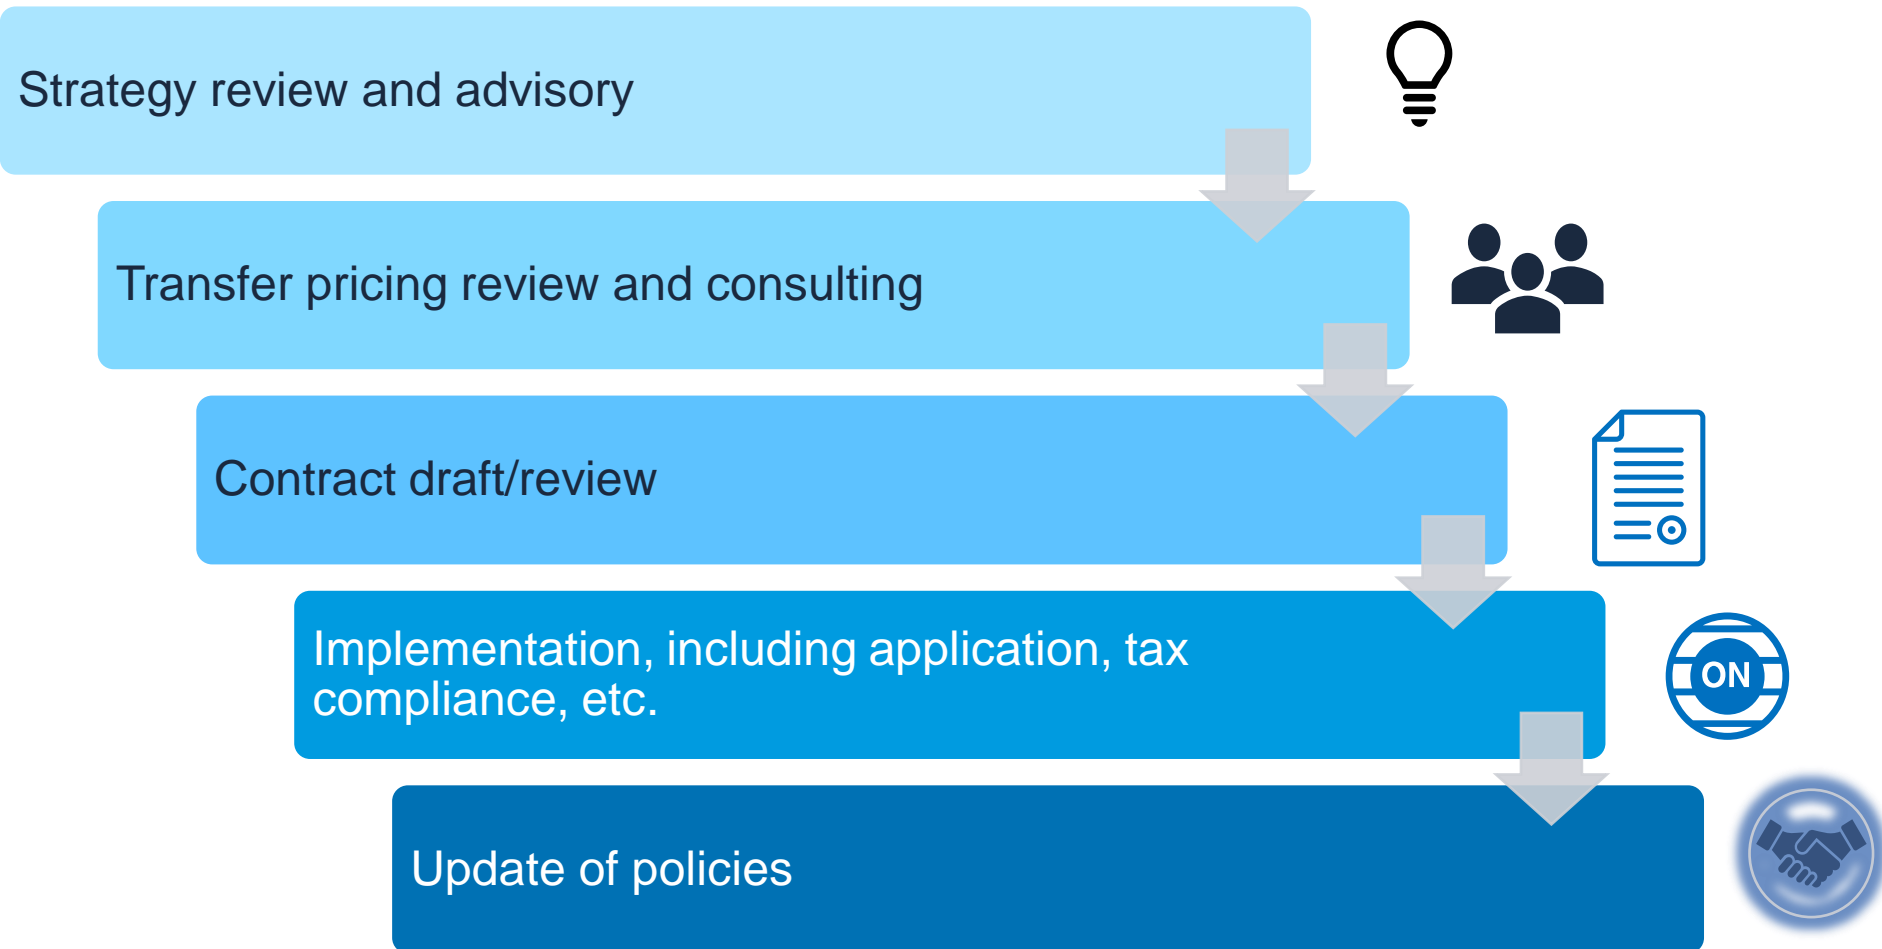 Strategy review and advisory
Transfer pricing review and consulting
Contract draft/review
Implementation, including application, tax
compliance, etc.
ON
Update of policies